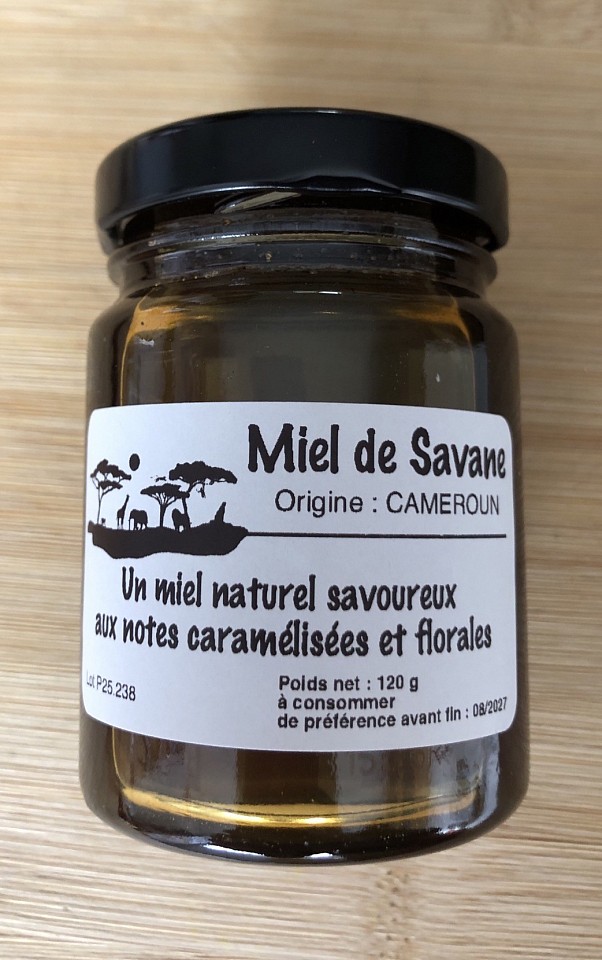 Miel de Savane
Origine : CAMEROUN
Un miel naturel savoureux
aux notes caramélisées et florales
Lot P25.238
Poids net : 120 g
à consommer
de préférence avant fin : 08/2027